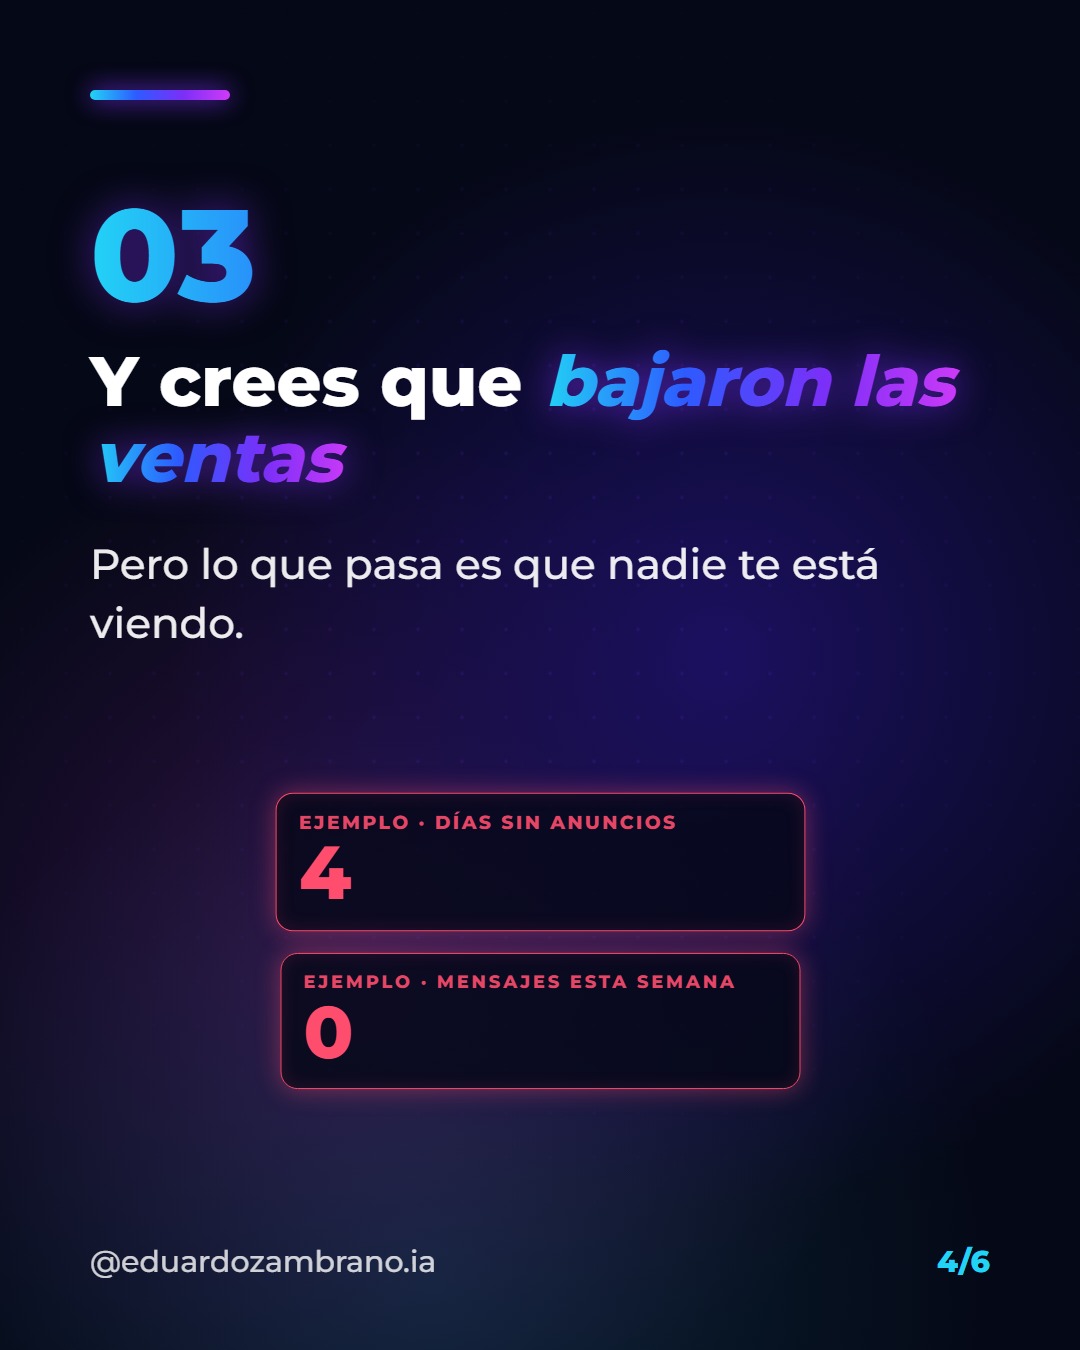 03
Y crees que bajaron las
ventas
Pero lo que pasa es que nadie te está
viendo.
EJEMPLO · DÍAS SIN ANUNCIOS
4
EJEMPLO · MENSAJES ESTA SEMANA
0
@eduardozambrano.ia
4/6